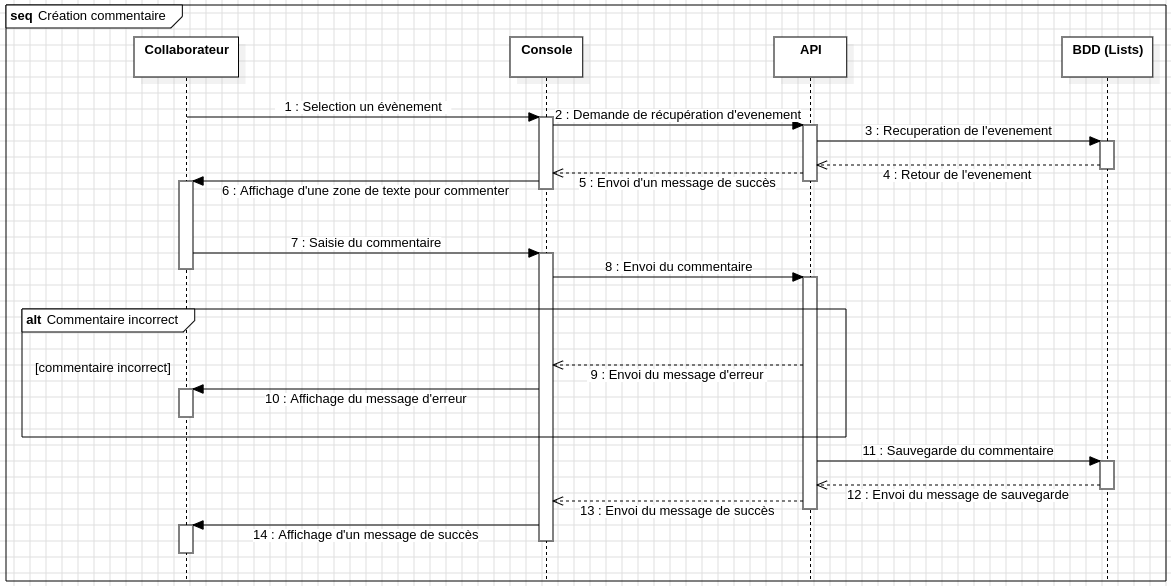 seq Création commentaire
Collaborateur
Console
API
BDD (Lists)
1 : Selection un évènement
2 : Demande de récupération d'evenement
3 : Recuperation de l'evenement
4 : Retour de l'evenement
5 : Envoi d'un message de succès
6 : Affichage d'une zone de texte pour commenter
7 : Saisie du commentaire
8 : Envoi du commentaire
alt Commentaire incorrect
[commentaire incorrect]
9 : Envoi du message d'erreur
10 : Affichage du message d'erreur
11 : Sauvegarde du commentaire
12 : Envoi du message de sauvegarde
13 : Envoi du message de succès
14 : Affichage d'un message de succès